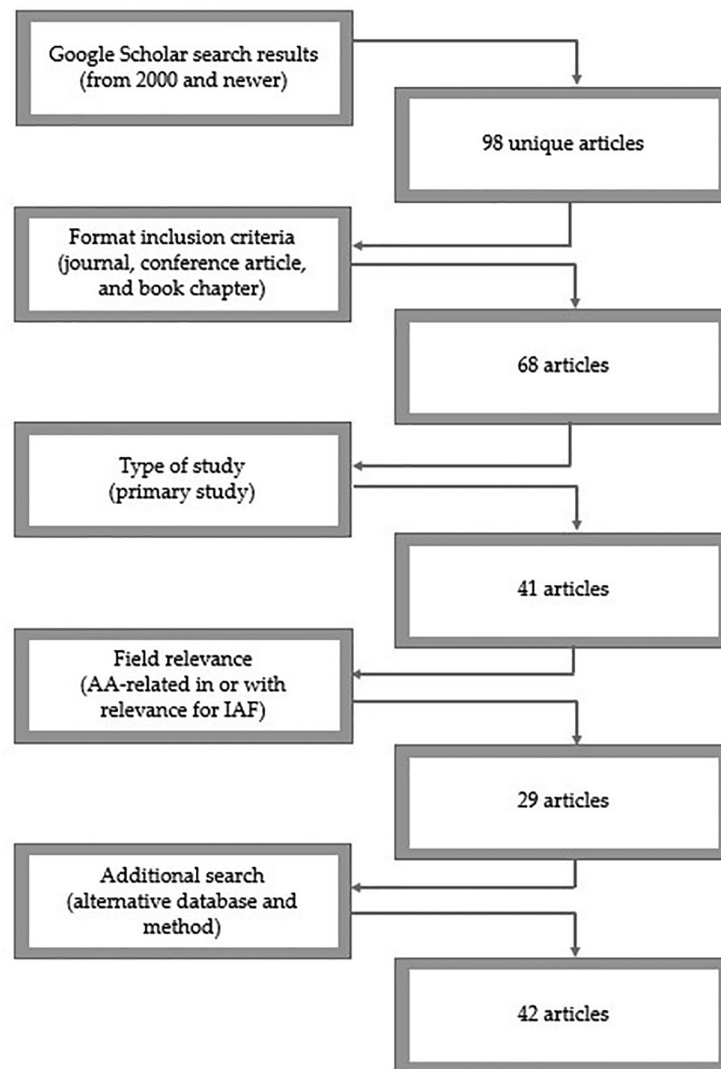 Google Scholar search results
(from 2000 and newer)
98 unique articles
Format inclusion criteria
(journal, conference article,
and book chapter)
68 articles
Type of study
(primary study)
41 articles
Field relevance
(AA-related in or with
relevance for IAF)
29 articles
Additional search
(alternative database and
method)
42 articles